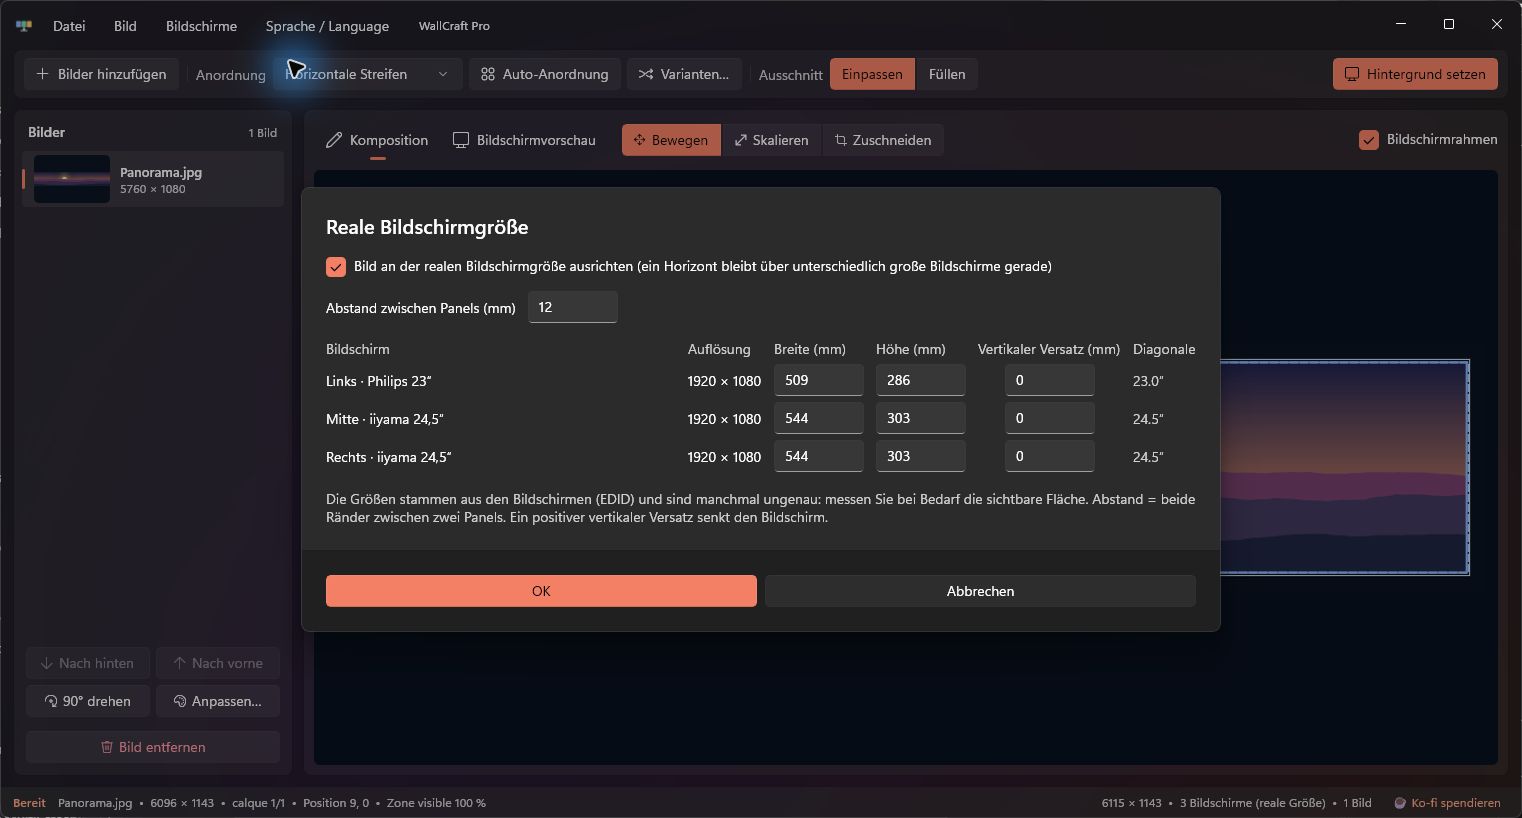 Datei Bild Bildschirme Sprache / Language WallCraft Pro
Bilder hinzufügen Anordnung Horizontale Streifen Auto-Anordnung Varianten... Ausschnitt Einpassen Füllen Hintergrund setzen
Bilder 1 Bild
Panorama.jpg
5760 × 1080
Komposition Bildschirmvorschau Bewegen Skalieren Zuschneiden Bildschirmrahmen
Reale Bildschirmgröße
Bild an der realen Bildschirmgröße ausrichten (ein Horizont bleibt über unterschiedlich große Bildschirme gerade)
Abstand zwischen Panels (mm) 12
Bildschirm Auflösung Breite (mm) Höhe (mm) Vertikaler Versatz (mm) Diagonale
Links · Philips 23" 1920 × 1080 509 286 0 23.0"
Mitte · iiyama 24,5" 1920 × 1080 544 303 0 24.5"
Rechts · iiyama 24,5" 1920 × 1080 544 303 0 24.5"
Die Größen stammen aus den Bildschirmen (EDID) und sind manchmal ungenau: messen Sie bei Bedarf die sichtbare Fläche. Abstand = beide
Ränder zwischen zwei Panels. Ein positiver vertikaler Versatz senkt den Bildschirm.
OK Abbrechen
Nach hinten Nach vorne
90° drehen Anpassen...
Bild entfernen
Bereit Panorama.jpg • 6096 × 1143 • calque 1/1 • Position 9, 0 • Zone visible 100 % 6115 × 1143 • 3 Bildschirme (reale Größe) • 1 Bild Ko-fi spendieren